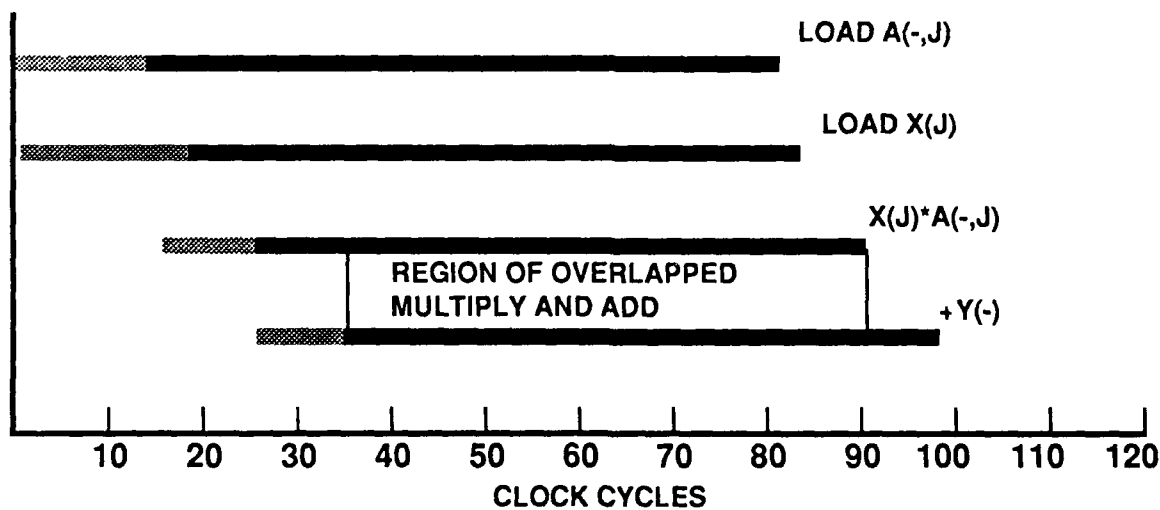 LOAD A(-,J)
LOAD X(J)
X(J)*A(-,J)
REGION OF OVERLAPPED
MULTIPLY AND ADD
+Y(-)
10 20 30 40 50 60 70 80 90 100 110 120
CLOCK CYCLES